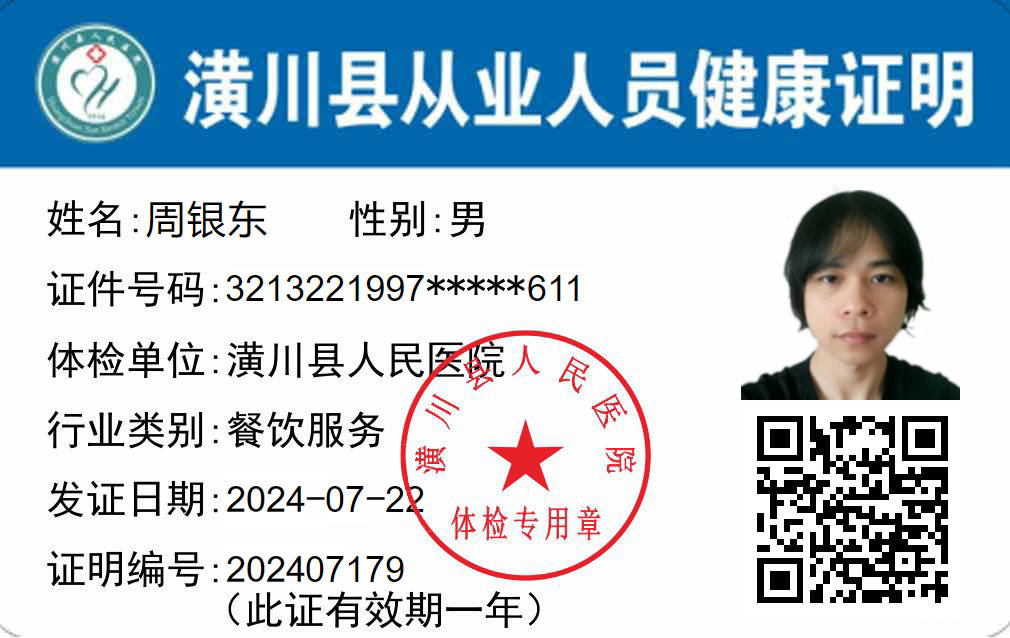 潢川县从业人员健康证明
姓名:周银东 性别:男
证件号码:3213221997*****611
体检单位:潢川县人民医院
行业类别:餐饮服务
发证日期:2024-07-22
证明编号:202407179
(此证有效期一年)
潢川县人民医院
体检专用章